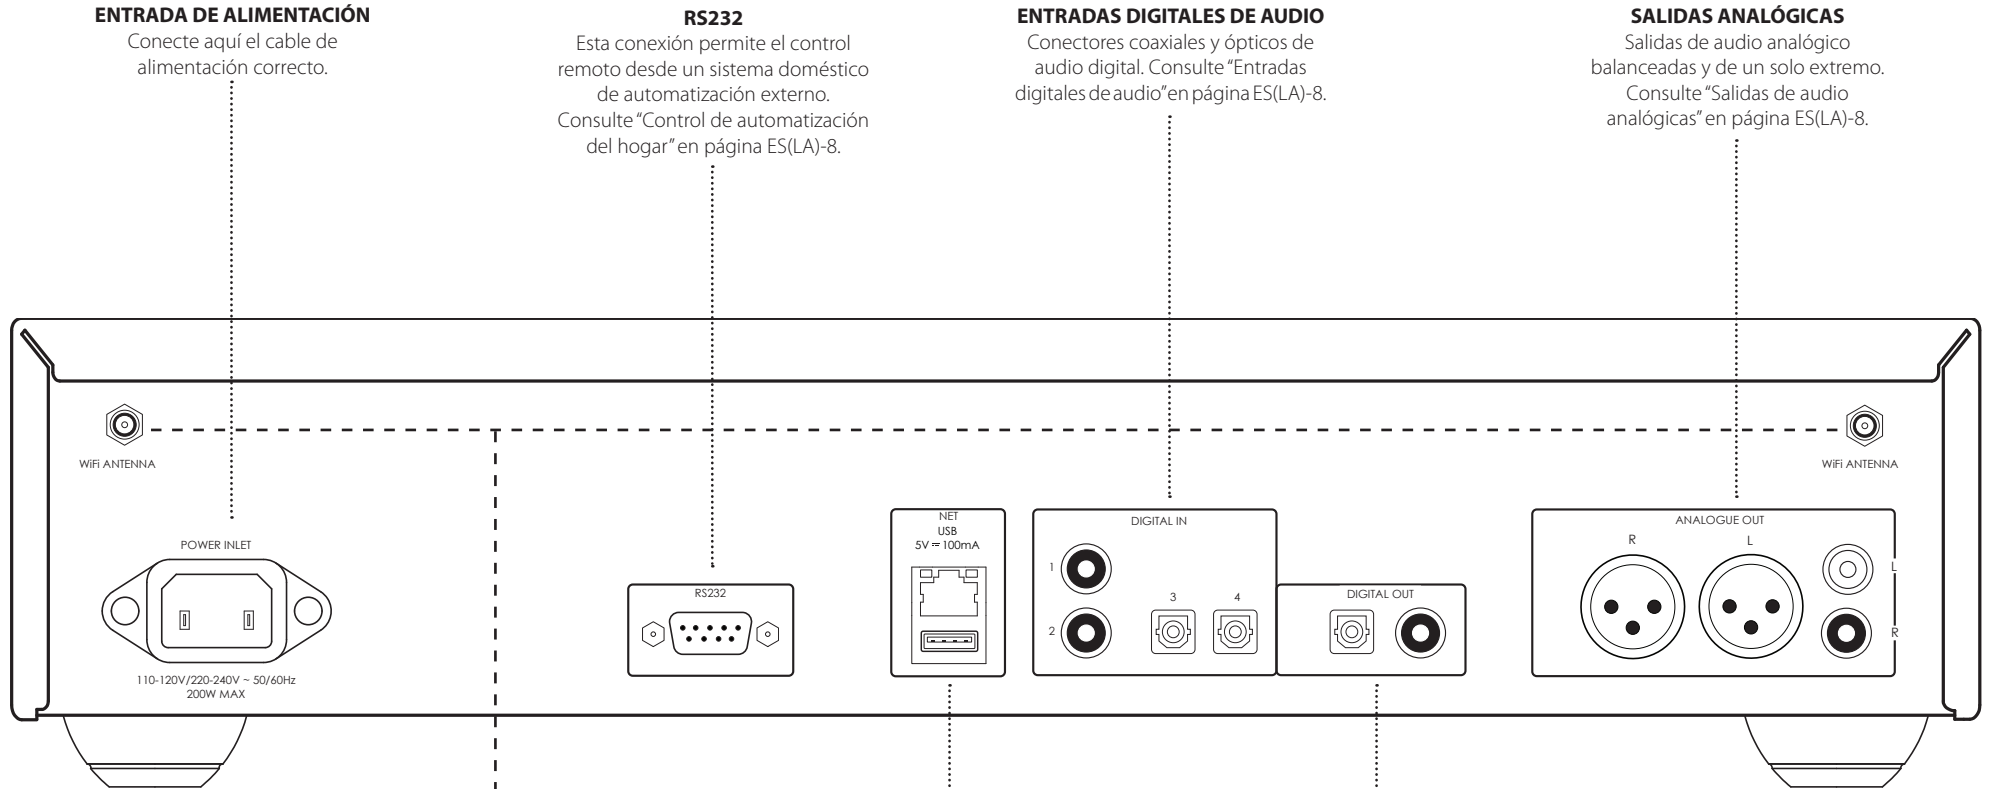 ENTRADA DE ALIMENTACIÓN
Conecte aquí el cable de
alimentación correcto.
RS232
Esta conexión permite el control
remoto desde un sistema doméstico
de automatización externo.
Consulte “Control de automatización
del hogar” en página ES(LA)-8.
ENTRADAS DIGITALES DE AUDIO
Conectores coaxiales y ópticos de
audio digital. Consulte “Entradas
digitales de audio” en página ES(LA)-8.
SALIDAS ANALÓGICAS
Salidas de audio analógico
balanceadas y de un solo extremo.
Consulte “Salidas de audio
analógicas” en página ES(LA)-8.
WiFi ANTENNA
WiFi ANTENNA
POWER INLET
110-120V/220-240V ~ 50/60Hz
200W MAX
RS232
NET
USB
5V ⎓ 100mA
DIGITAL IN
1
2
3
4
DIGITAL OUT
ANALOGUE OUT
R
L
L
R